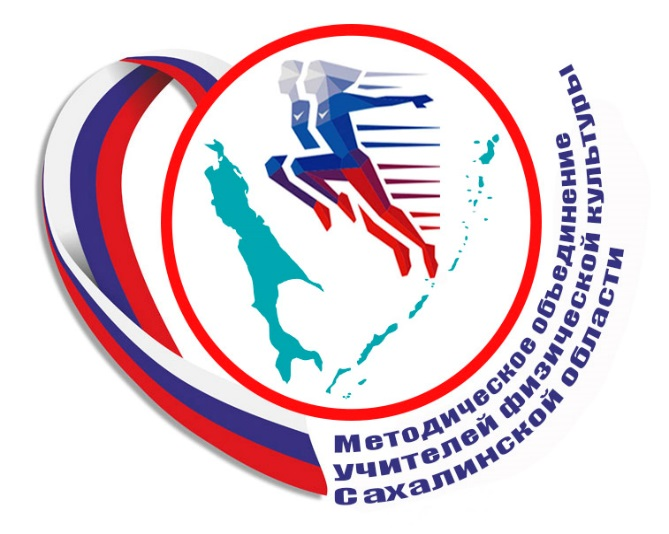 Методическое объединение
учителей физической культуры
Сахалинской области